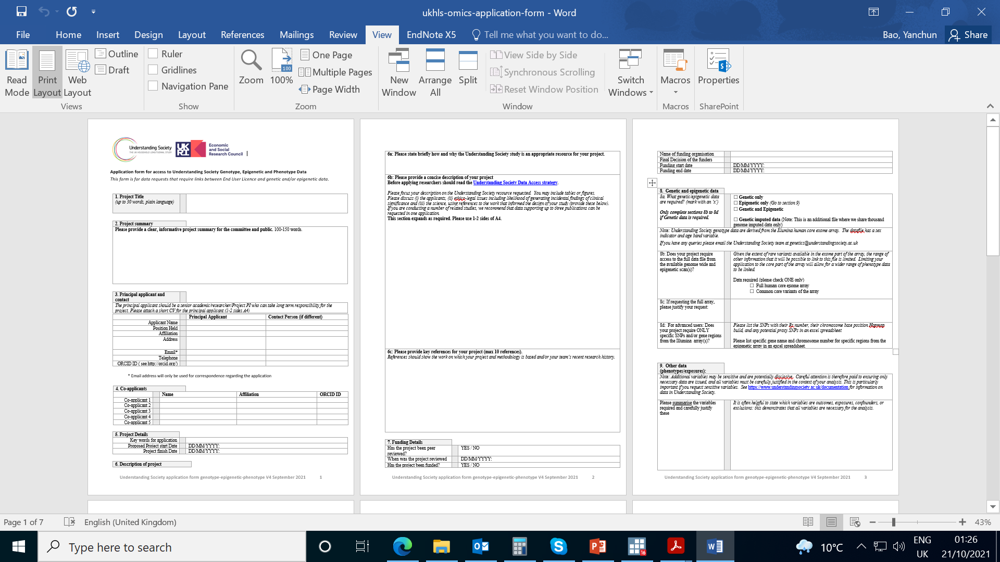 ukhls-omics-application-form - Word
File Home Insert Design Layout References Mailings Review View EndNote X5 Tell me what you want to do... Bao, Yanchun Share
Read Mode
Print Layout
Web Layout
Outline
Draft
Views
Ruler
Gridlines
Navigation Pane
Show
Zoom
100
100%
One Page
Multiple Pages
Page Width
Zoom
New Window
Arrange All
Split
View Side by Side
Synchronous Scrolling
Reset Window Position
Window
Switch Windows
Macros
Macros
S
Properties
SharePoint
Understanding Society
THE UK HOUSEHOLD LONGITUDINAL STUDY
UK RI
Economic
and Social
Research Council
Application form for access to Understanding Society Genotype, Epigenetic and Phenotype Data
This form is for data requests that require links between End User Licence and genetic and/or epigenetic data.
1. Project Title
(up to 30 words, plain language)
2. Project summary
Please provide a clear, informative project summary for the committee and public. 100-150 words.
3. Principal applicant and
contact
The principal applicant should be a senior academic/researcher/Project PI who can take long term responsibility for the
project. Please attach a short CV for the principal applicant (1-2 sides A4)
Principal Applicant Contact Person (if different)
Applicant Name
Position Held
Affiliation
Address
Email*
Telephone
ORCID ID ( see http://orcid.org/)
* Email address will only be used for correspondence regarding the application
4. Co-applicants
Name Affiliation ORCID ID
Co-applicant 1
Co-applicant 2
Co-applicant 3
Co-applicant 4
Co-applicant 5
5. Project Details
Key words for application
Proposed Project start Date DD/MM/YYYY:
Project finish Date DD/MM/YYYY:
6. Description of project
Understanding Society application form genotype-epigenetic-phenotype V4 September 2021 1
6a: Please state briefly how and why the Understanding Society study is an appropriate resource for your project.
6b: Please provide a concise description of your project
Before applying researchers should read the Understanding Society Data Access strategy.
Please focus your description on the Understanding Society resource requested. You may include tables or figures.
Please discuss (i) the applicants, (ii) ethico-legal issues including likelihood of generating incidental findings of clinical
significance and (iii) the science, using references to the work that informed the design of your study (provide these below).
If you are conducting a number of related studies, we recommend that data supporting up to three publications can be
requested in one application.
This section expands as required. Please use 1-2 sides of A4.
6c: Please provide key references for your project (max 10 references).
References should show the work on which your project and methodology is based and/or your team's recent research history.
7. Funding Details
Has the project been peer
reviewed? YES / NO
When was the project reviewed DD/MM/YYYY:
Has the project been funded? YES / NO
Understanding Society application form genotype-epigenetic-phenotype V4 September 2021 2
Name of funding organisation
Final Decision of the funders
Funding start date DD/MM/YYYY:
Funding end date DD/MM/YYYY:
8. Genetic and epigenetic data
8a. What genetic/epigenetic data
are required? (mark with an 'x')
Only complete sections 8b to 8d
if Genetic data is required.
☐ Genetic only
☐ Epigenetic only (Go to section 9)
☐ Genetic and Epigenetic
☐ Genetic imputed data (Note: This is an additional file where we share thousand
genome imputed data only)
Note: Understanding Society genotype data are derived from the Illumina human core exome array. The datafile has a sex
indicator and age band variable.
If you have any queries please email the Understanding Society team at genetics@understandingsociety.ac.uk
8b: Does your project require
access to the full data file from
the available genome wide and
epigenetic scan(s)?
Given the extent of rare variants available in the exome part of the array, the range of
other information that it will be possible to link to this file is limited. Limiting your
application to the core part of the array will allow for a wider range of phenotype data
to be linked.
Data required (please check ONE only)
☐ Full human core exome array
☐ Common core variants of the array
8c: If requesting the full array,
please justify your request:
8d: For advanced users: Does
your project require ONLY
specific SNPs and/or gene regions
from the Illumina array(s)?
Please list the SNPs with their Rs number, their chromosome base position Hapmap
build, and any potential proxy SNPs in an excel spreadsheet
Please list specific gene name and chromosome number for specific regions from the
epigenetic array in an excel spreadsheet.
9. Other data
(phenotypes/exposures):
Note: Additional variables may be sensitive and are potentially disclosive. Careful attention is therefore paid to ensuring only
necessary data are issued, and all variables must be carefully justified in the context of your analysis. This is particularly
important if you request sensitive variables. See https://www.understandingsociety.ac.uk/documentation for information on
data in Understanding Society.
Please summarise the variables
required and carefully justify
these
It is often helpful to state which variables are outcomes, exposures, confounders, or
exclusions: this demonstrates that all variables are necessary for the analysis.
Understanding Society application form genotype-epigenetic-phenotype V4 September 2021 3
Page 1 of 7 English (United Kingdom) 43%
Type here to search
16
10°C
ENG
UK
01:26
21/10/2021